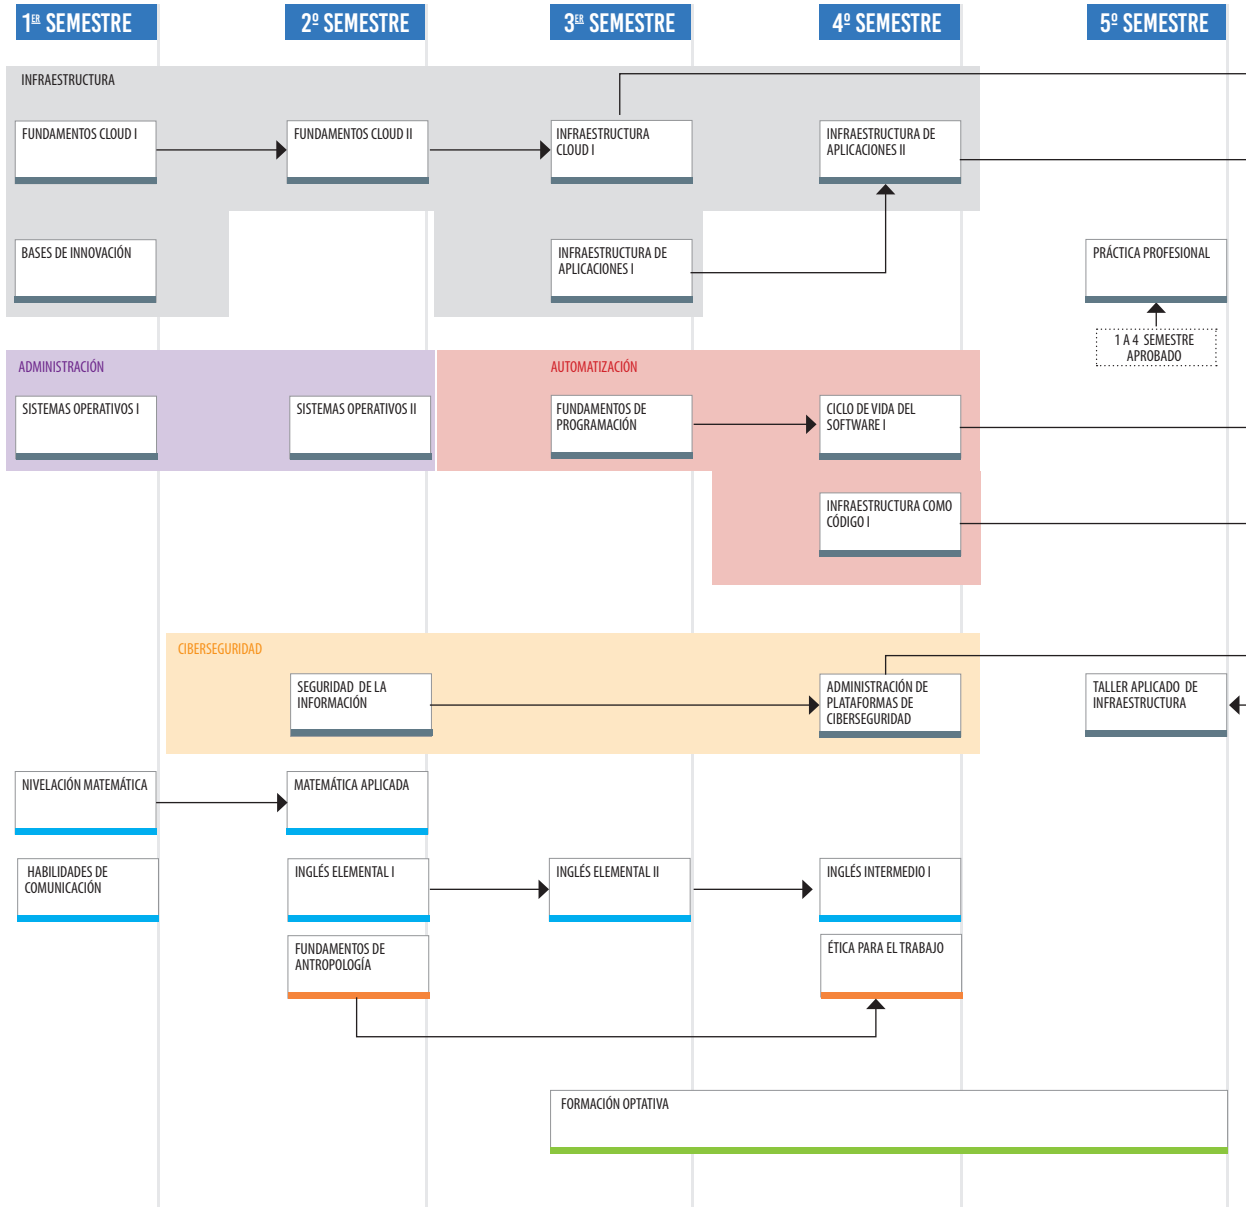 1ER SEMESTRE
2º SEMESTRE
3ER SEMESTRE
4º SEMESTRE
5º SEMESTRE
INFRAESTRUCTURA
FUNDAMENTOS CLOUD I
FUNDAMENTOS CLOUD II
INFRAESTRUCTURA
CLOUD I
INFRAESTRUCTURA DE
APLICACIONES II
BASES DE INNOVACIÓN
INFRAESTRUCTURA DE
APLICACIONES I
PRÁCTICA PROFESIONAL
1 A 4 SEMESTRE
APROBADO
ADMINISTRACIÓN
AUTOMATIZACIÓN
SISTEMAS OPERATIVOS I
SISTEMAS OPERATIVOS II
FUNDAMENTOS DE
PROGRAMACIÓN
CICLO DE VIDA DEL
SOFTWARE I
INFRAESTRUCTURA COMO
CÓDIGO I
CIBERSEGURIDAD
SEGURIDAD DE LA
INFORMACIÓN
ADMINISTRACIÓN DE
PLATAFORMAS DE
CIBERSEGURIDAD
TALLER APLICADO DE
INFRAESTRUCTURA
NIVELACIÓN MATEMÁTICA
MATEMÁTICA APLICADA
HABILIDADES DE
COMUNICACIÓN
INGLÉS ELEMENTAL I
INGLÉS ELEMENTAL II
INGLÉS INTERMEDIO I
FUNDAMENTOS DE
ANTROPOLOGÍA
ÉTICA PARA EL TRABAJO
FORMACIÓN OPTATIVA